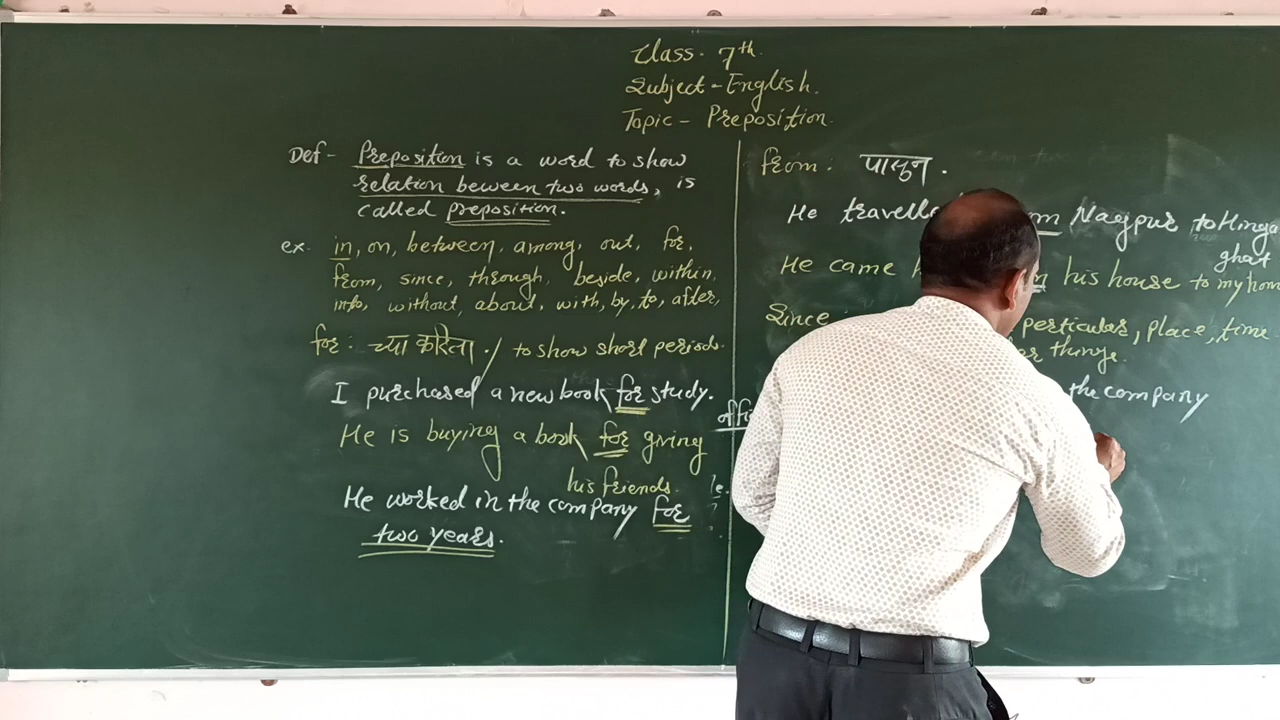 Class. 7th.
Subject - English.
Topic - Preposition.
Def - Preposition is a word to show
relation beween two words, is
called preposition.
ex. in, on, between, among, out, for,
from, since, through, beside, within,
into, without, about, with, by, to, after,
for: च्या करिता. / to show short periods.
I purchased a new book for study.
He is buying a book for giving
his friends.
He worked in the company for
two years.
from: पासून.
He Nagpur to Hinga
ghat
He came his house to my hom
Since perticular, place, time
things.
the company